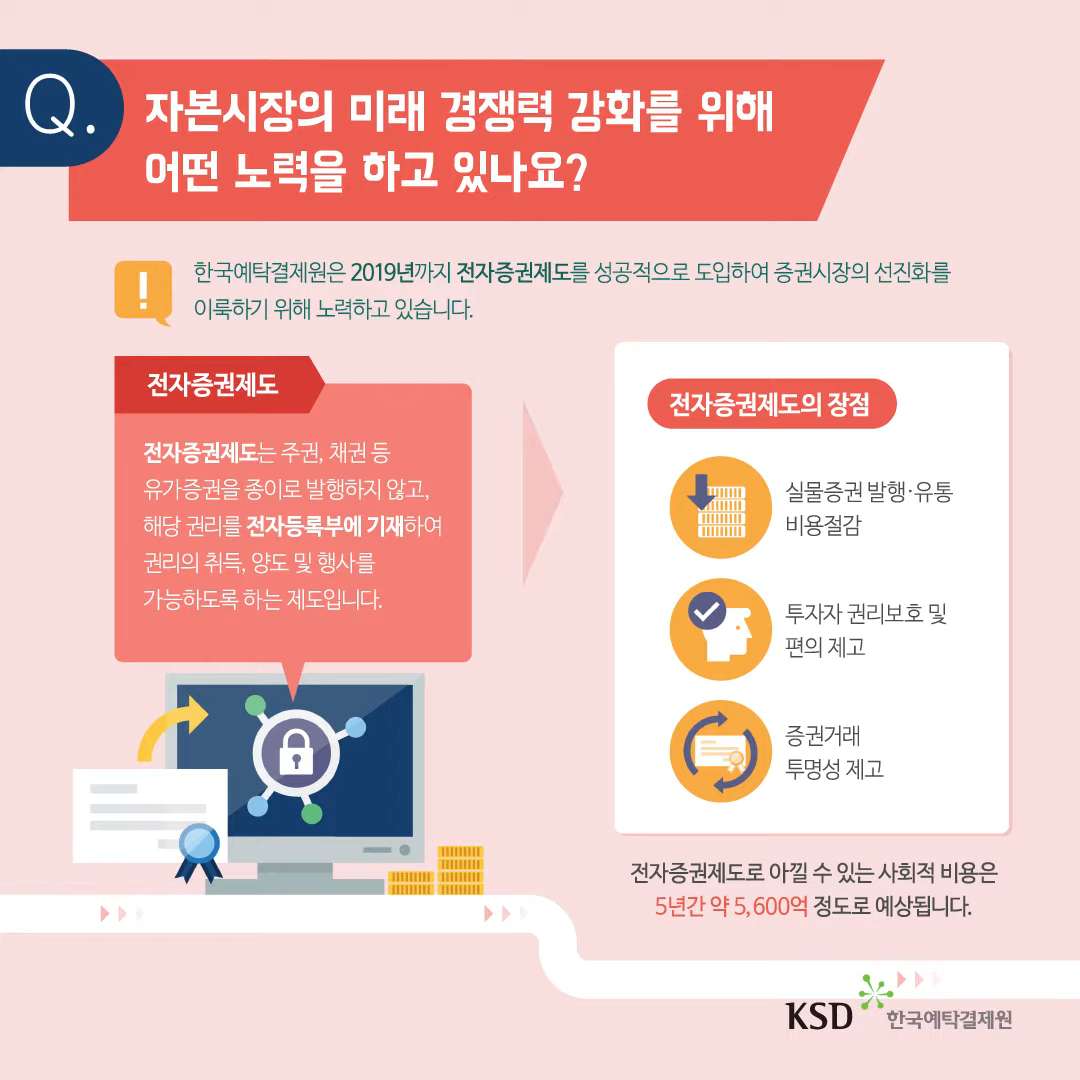 Q.
자본시장의 미래 경쟁력 강화를 위해
어떤 노력을 하고 있나요?
!
한국예탁결제원은 2019년까지 전자증권제도를 성공적으로 도입하여 증권시장의 선진화를
이룩하기 위해 노력하고 있습니다.
전자증권제도
전자증권제도는 주권, 채권 등
유가증권을 종이로 발행하지 않고,
해당 권리를 전자등록부에 기재하여
권리의 취득, 양도 및 행사를
가능하도록 하는 제도입니다.
전자증권제도의 장점
실물증권 발행·유통
비용절감
투자자 권리보호 및
편의 제고
증권거래
투명성 제고
전자증권제도로 아낄 수 있는 사회적 비용은
5년간 약 5,600억 정도로 예상됩니다.
KSD 한국예탁결제원